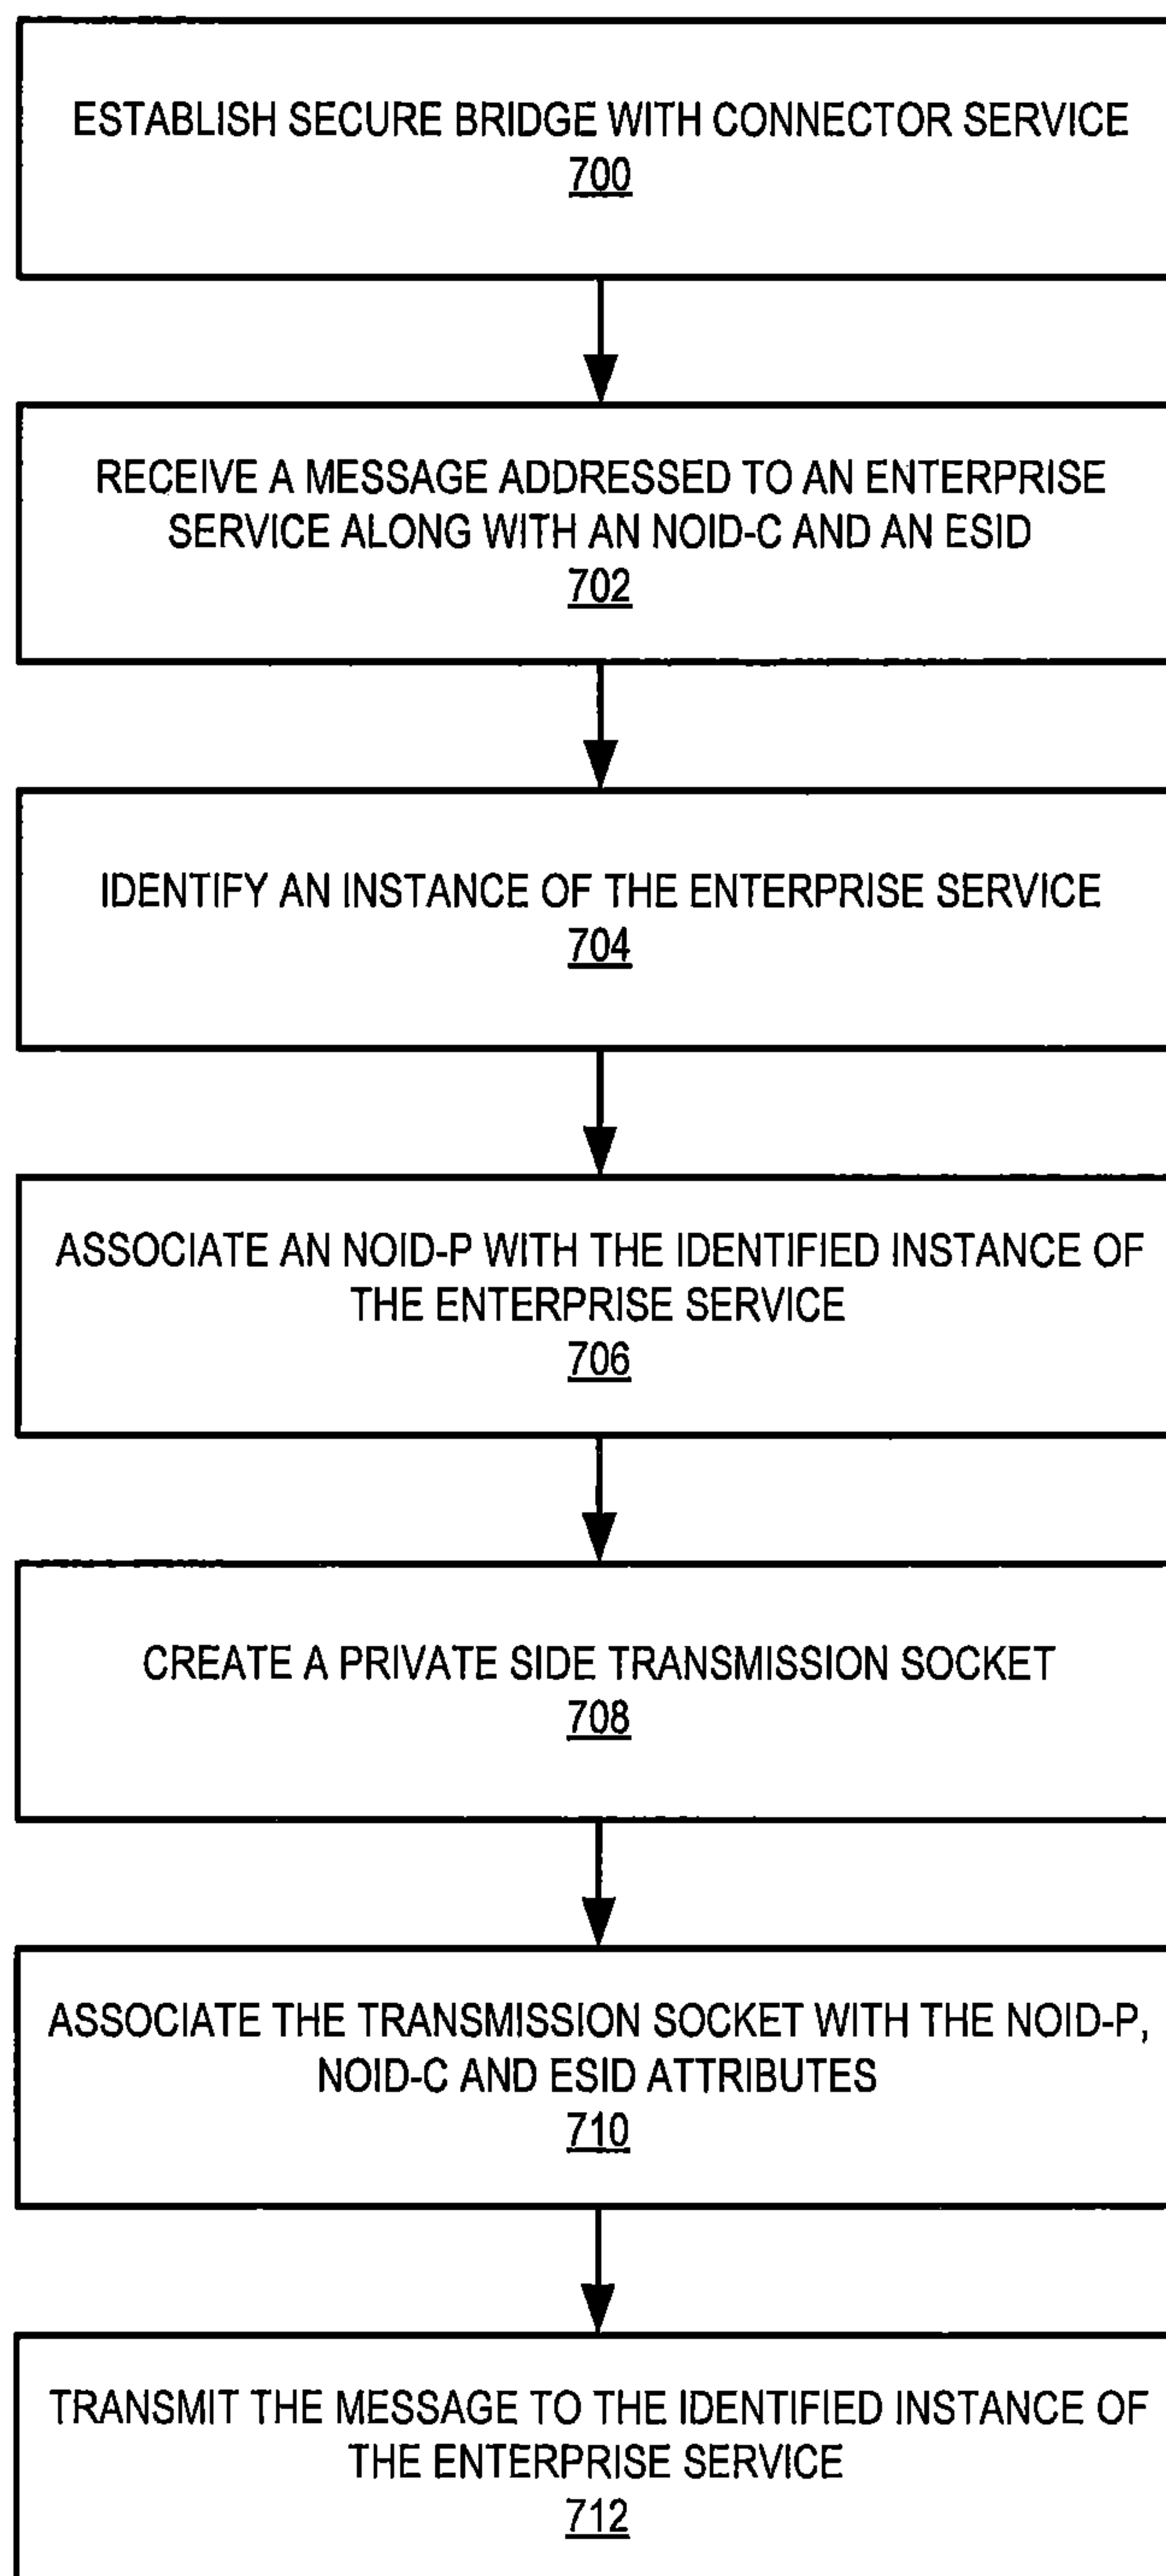 ESTABLISH SECURE BRIDGE WITH CONNECTOR SERVICE
700
RECEIVE A MESSAGE ADDRESSED TO AN ENTERPRISE
SERVICE ALONG WITH AN NOID-C AND AN ESID
702
IDENTIFY AN INSTANCE OF THE ENTERPRISE SERVICE
704
ASSOCIATE AN NOID-P WITH THE IDENTIFIED INSTANCE OF
THE ENTERPRISE SERVICE
706
CREATE A PRIVATE SIDE TRANSMISSION SOCKET
708
ASSOCIATE THE TRANSMISSION SOCKET WITH THE NOID-P,
NOID-C AND ESID ATTRIBUTES
710
TRANSMIT THE MESSAGE TO THE IDENTIFIED INSTANCE OF
THE ENTERPRISE SERVICE
712